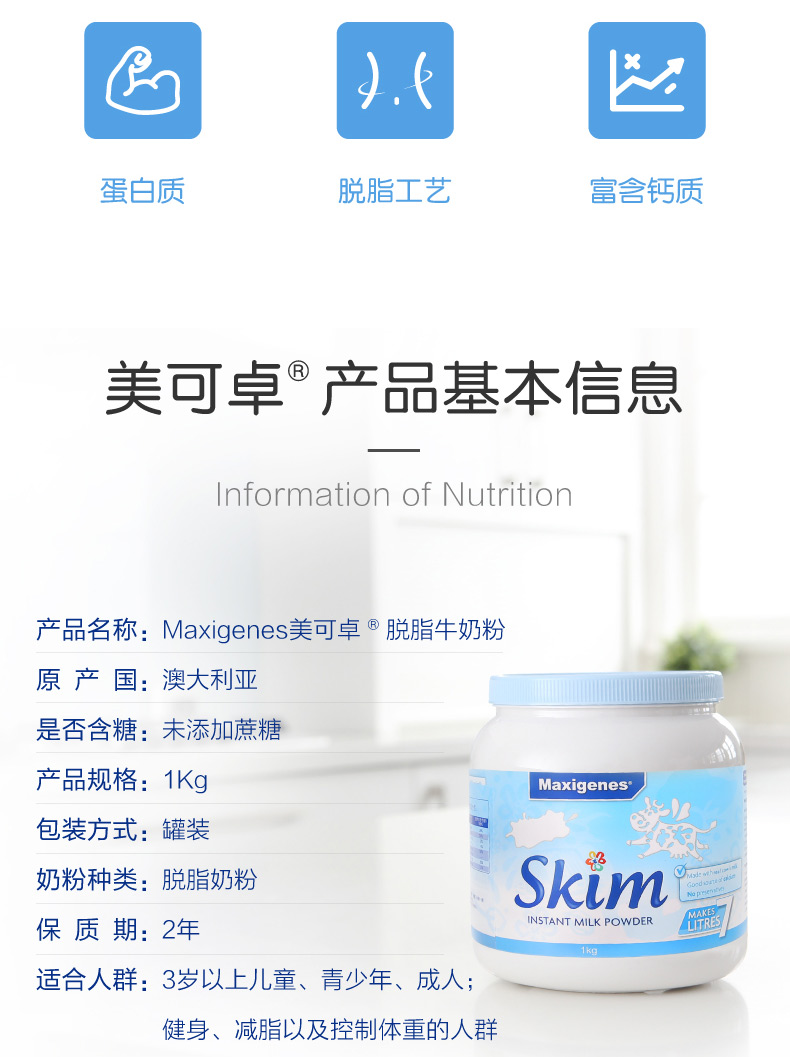 蛋白质 脱脂工艺 富含钙质
美可卓® 产品基本信息
Information of Nutrition
产品名称：Maxigenes美可卓® 脱脂牛奶粉
原 产 国：澳大利亚
是否含糖：未添加蔗糖
产品规格：1Kg
包装方式：罐装
奶粉种类：脱脂奶粉
保 质 期：2年
适合人群：3岁以上儿童、青少年、成人；
健身、减脂以及控制体重的人群
Maxigenes®
Skim
INSTANT MILK POWDER
No preservatives
MAKES
LITRES
1kg